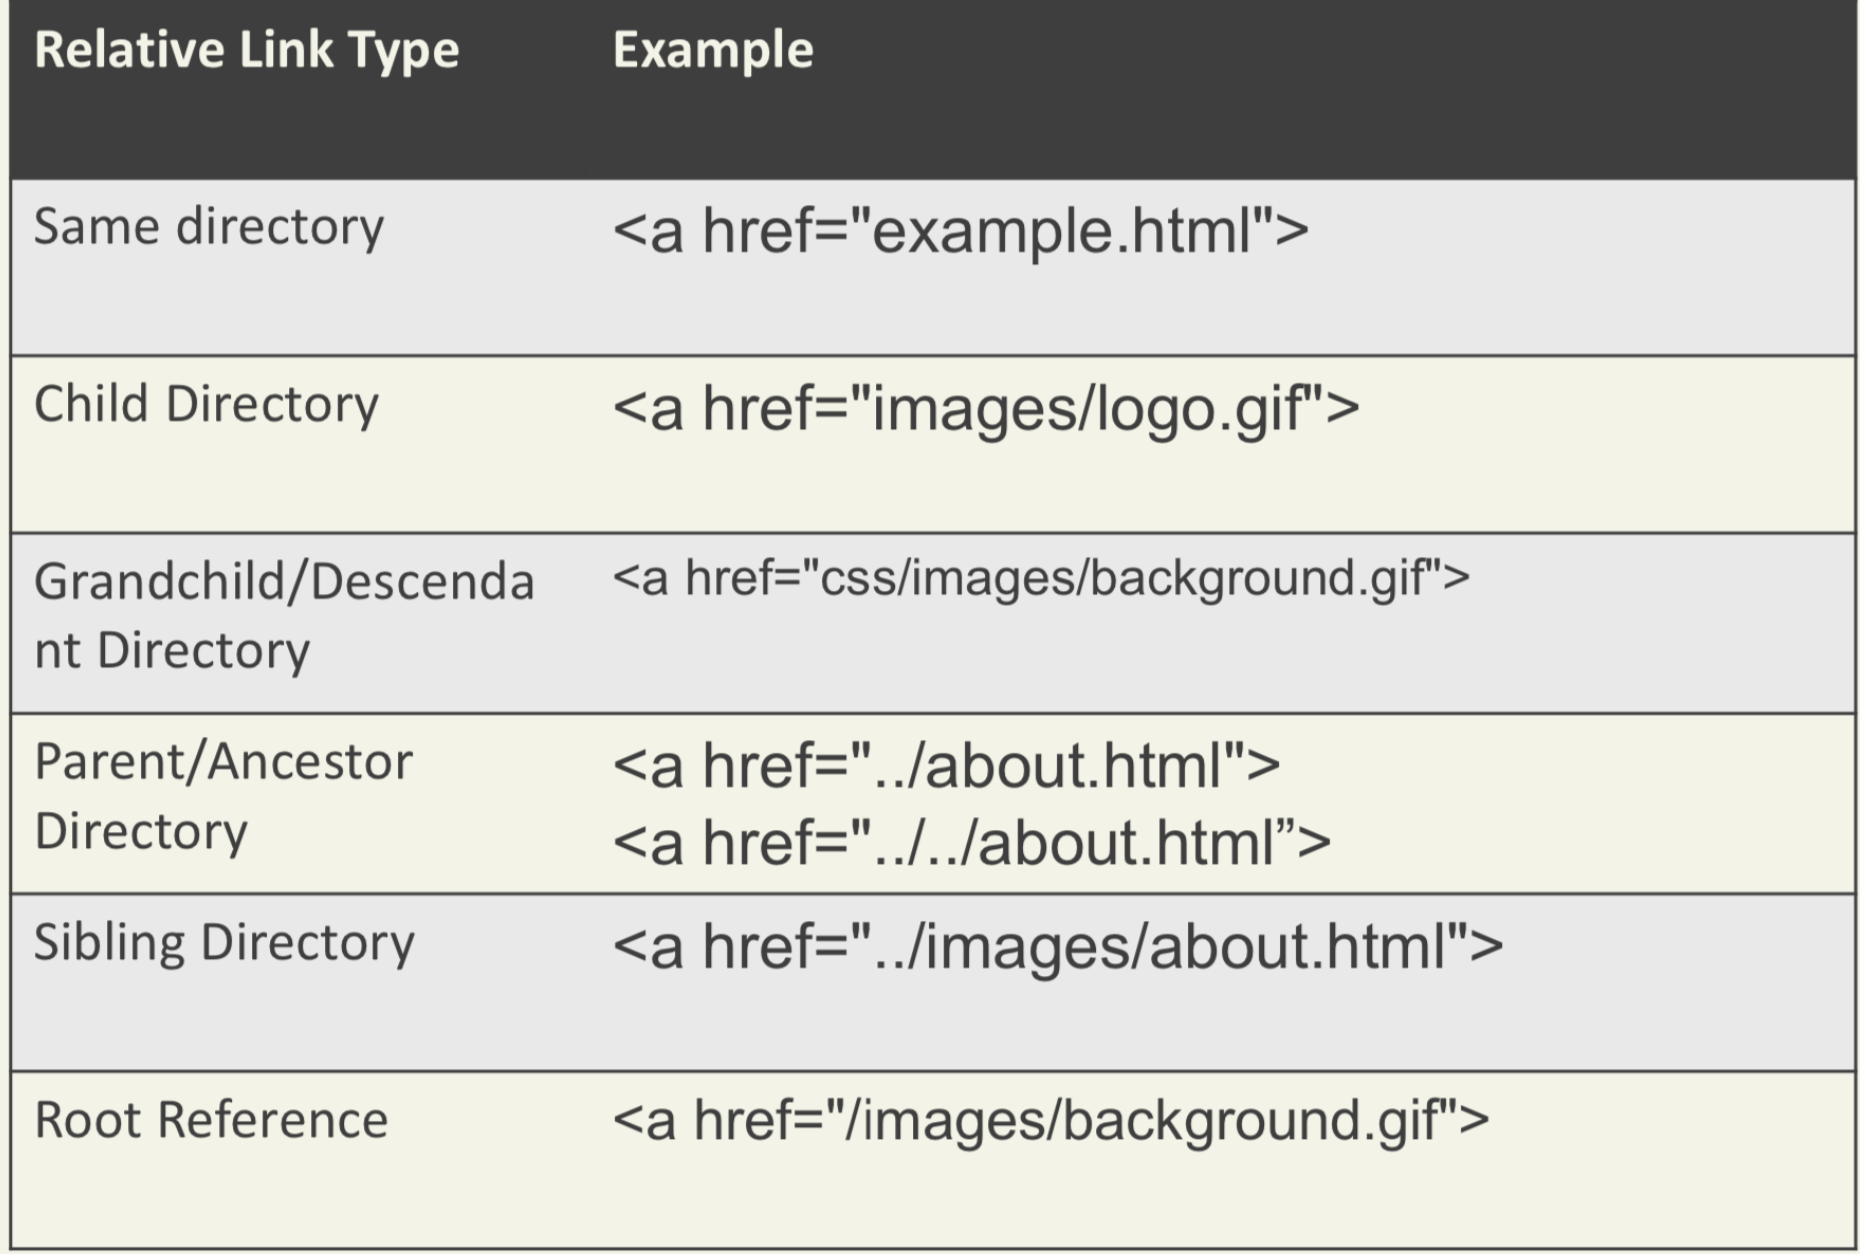 Relative Link Type Example
Same directory <a href="example.html">
Child Directory <a href="images/logo.gif">
Grandchild/Descenda <a href="css/images/background.gif">
nt Directory
Parent/Ancestor <a href="../about.html">
Directory <a href="../../about.html”>
Sibling Directory <a href="../images/about.html">
Root Reference <a href="/images/background.gif">